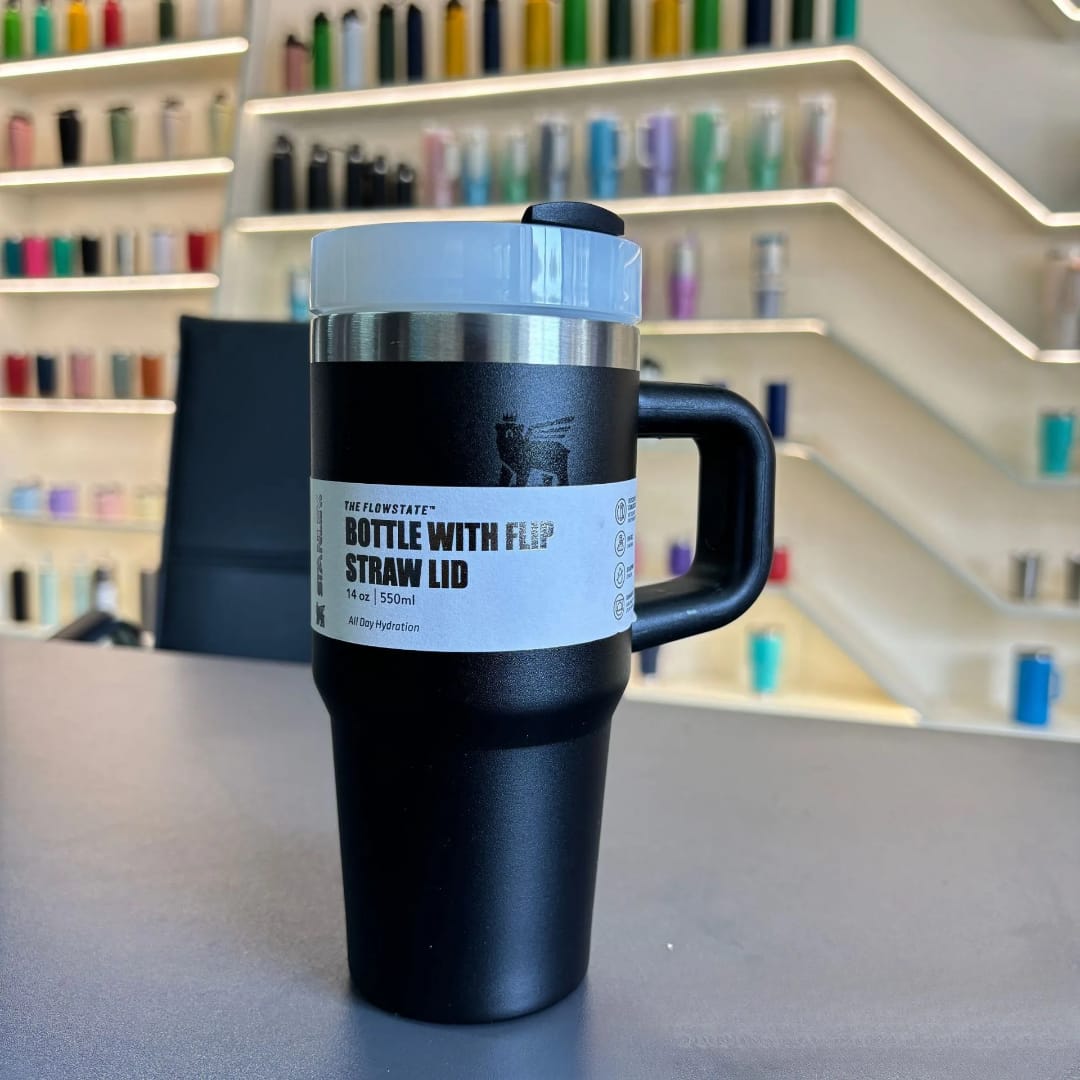 THE FLOWSTATE™
BOTTLE WITH FLIP
STRAW LID
14 oz | 550ml
All Day Hydration
STANLEY